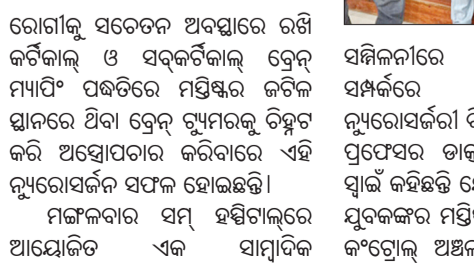 ରୋଗୀକୁ ସଚେତନ ଅବସ୍ଥାରେ ରଖି
କର୍ଟିକାଲ୍ ଓ ସବ୍‌କର୍ଟିକାଲ୍ ବ୍ରେନ୍
ମ୍ୟାପିଂ ପଦ୍ଧତିରେ ମସ୍ତିଷ୍କର ଜଟିଳ
ସ୍ଥାନରେ ଥିବା ବ୍ରେନ୍ ଟ୍ୟୁମରକୁ ଚିହ୍ନଟ
କରି ଅସ୍ତ୍ରୋପଚାର କରିବାରେ ଏହି
ନ୍ୟୁରୋସର୍ଜନ ସଫଳ ହୋଇଛନ୍ତି।
ମଙ୍ଗଳବାର ସମ୍ ହସ୍ପିଟାଲ୍‌ରେ
ଆୟୋଜିତ ଏକ ସାମ୍ବାଦିକ
ସମ୍ମିଳନୀରେ
ସମ୍ପର୍କରେ
ନ୍ୟୁରୋସର୍ଜରୀ
ପ୍ରଫେସର
ସ୍ୱାଇଁ କହିଛନ୍ତି
ଯୁବକଙ୍କର
କଂଟ୍ରୋଲ୍